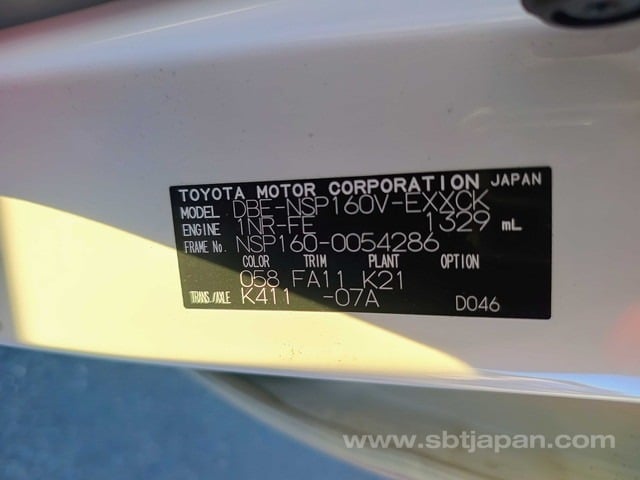 TOYOTA MOTOR CORPORATION JAPAN
MODEL DBE-NSP160V-EXXCK
ENGINE 1NR-FE 1329 mL
FRAME No. NSP160-0054286
COLOR TRIM PLANT OPTION
058 FA11 K21
TRANS./AXLE K411 -07A D046
www.sbtjapan.com